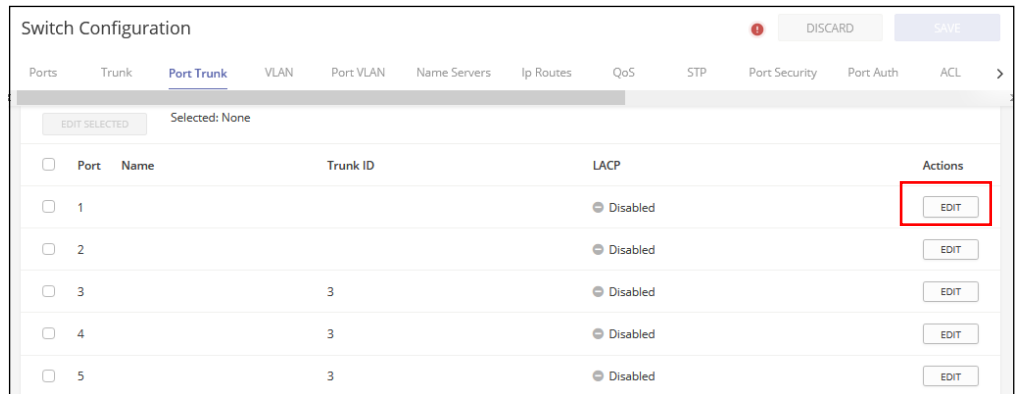 Switch Configuration
! DISCARD SAVE
Ports Trunk Port Trunk VLAN Port VLAN Name Servers Ip Routes QoS STP Port Security Port Auth ACL >
EDIT SELECTED Selected: None
Port Name Trunk ID LACP Actions
1 Disabled EDIT
2 Disabled EDIT
3 3 Disabled EDIT
4 3 Disabled EDIT
5 3 Disabled EDIT